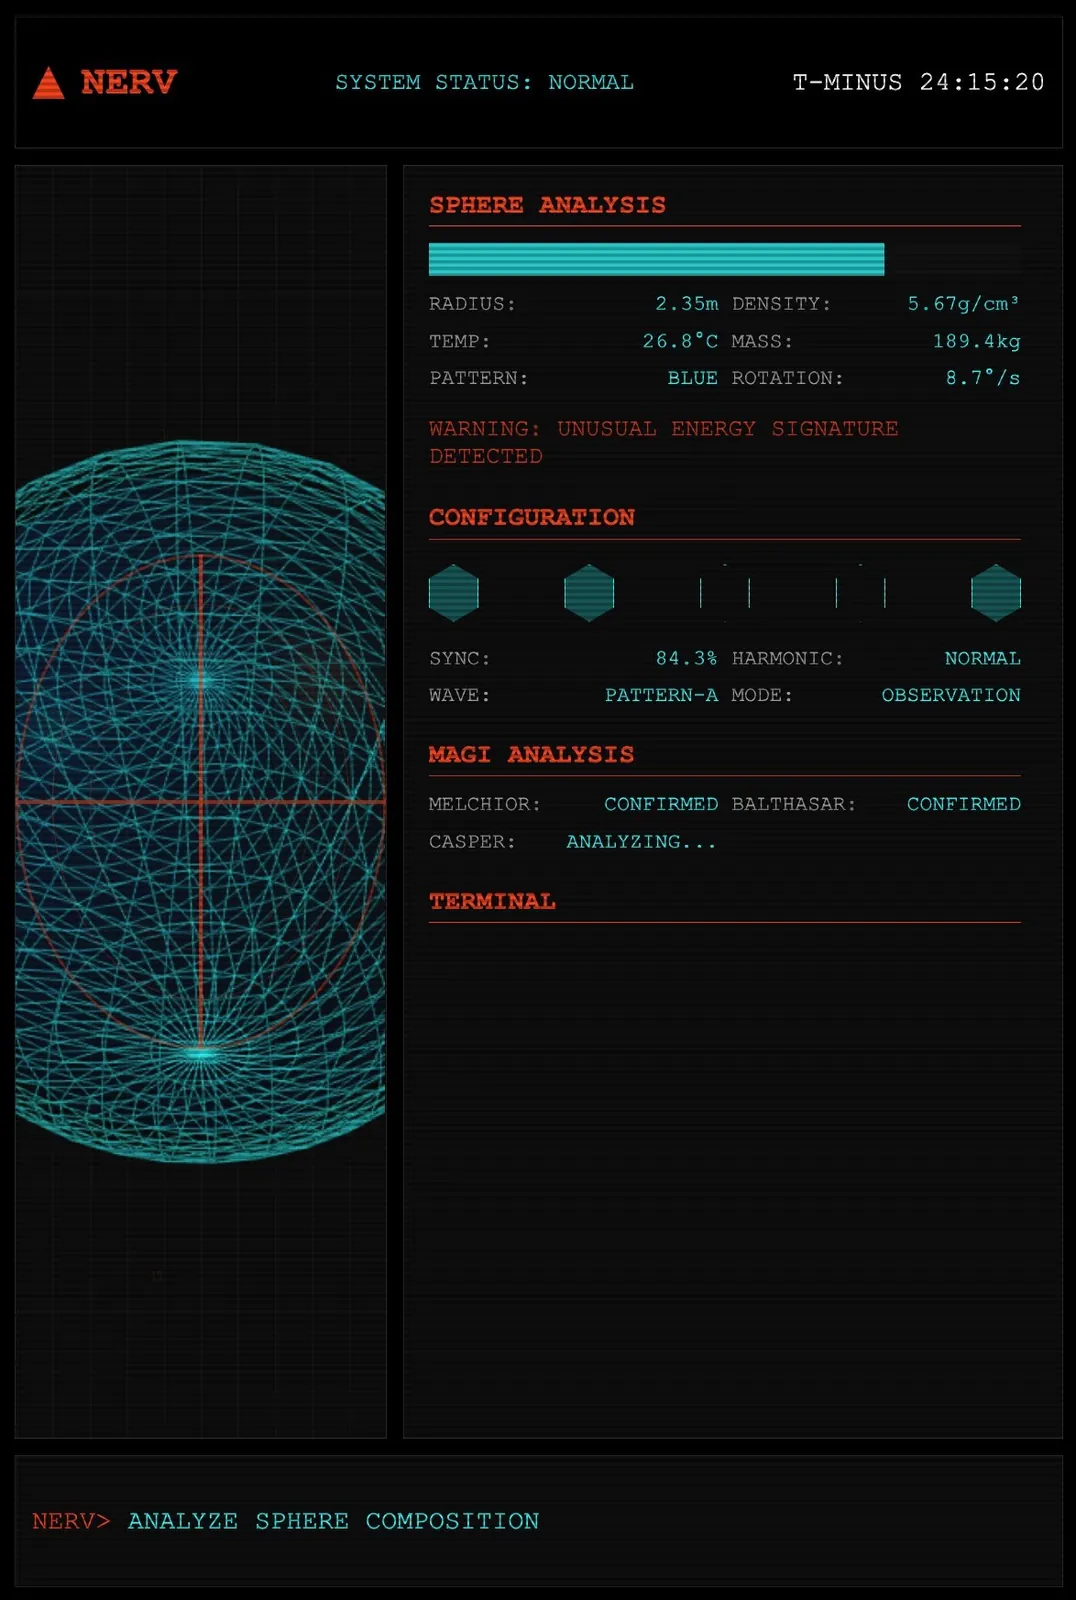 NERV
SYSTEM STATUS: NORMAL
T-MINUS 24:15:20
SPHERE ANALYSIS
RADIUS: 2.35m DENSITY: 5.67g/cm³
TEMP: 26.8°C MASS: 189.4kg
PATTERN: BLUE ROTATION: 8.7°/s
WARNING: UNUSUAL ENERGY SIGNATURE
DETECTED
CONFIGURATION
SYNC: 84.3% HARMONIC: NORMAL
WAVE: PATTERN-A MODE: OBSERVATION
MAGI ANALYSIS
MELCHIOR: CONFIRMED BALTHASAR: CONFIRMED
CASPER: ANALYZING...
TERMINAL
NERV> ANALYZE SPHERE COMPOSITION